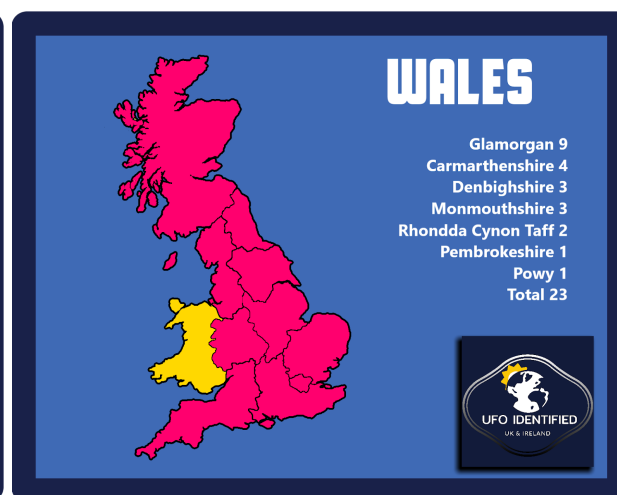 WALES
Glamorgan 9
Carmarthenshire 4
Denbighshire 3
Monmouthshire 3
Rhondda Cynon Taff 2
Pembrokeshire 1
Powy 1
Total 23
UFO IDENTIFIED
UK & IRELAND